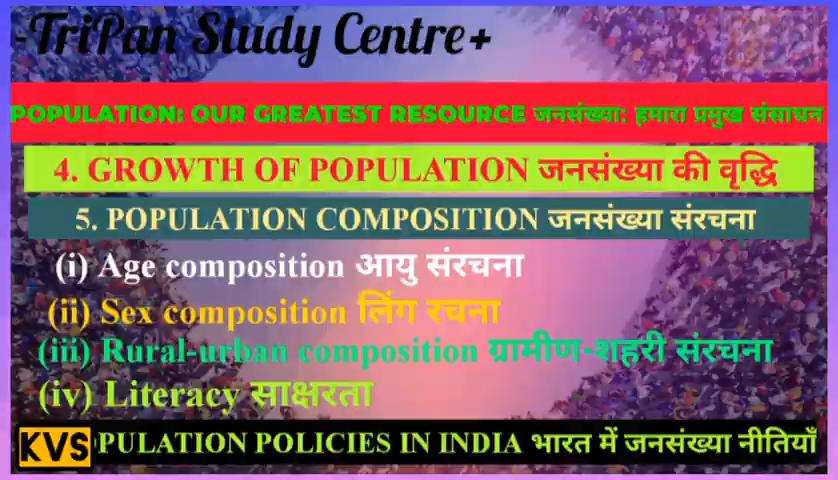 -TriPan Study Centre+
POPULATION: OUR GREATEST RESOURCE जनसंख्या: हमारा प्रमुख संसाधन
4. GROWTH OF POPULATION जनसंख्या की वृद्धि
5. POPULATION COMPOSITION जनसंख्या संरचना
(i) Age composition आयु संरचना
(ii) Sex composition लिंग रचना
(iii) Rural-urban composition ग्रामीण-शहरी संरचना
(iv) Literacy साक्षरता
KVS PULATION POLICIES IN INDIA भारत में जनसंख्या नीतियाँ